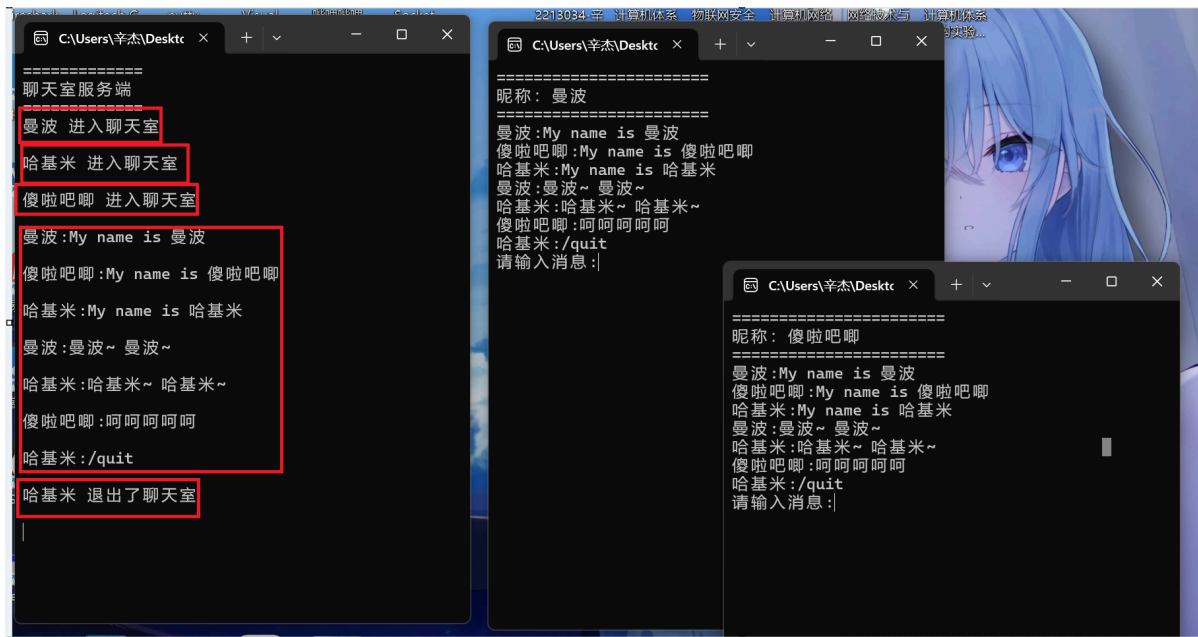 2213034-辛 计算机体系 物联网安全 计算机网络 网络技术与 计算机体系
C:\Users\辛杰\Desktc
=============
聊天室服务端
=============
曼波 进入聊天室
哈基米 进入聊天室
傻啦吧唧 进入聊天室
曼波:My name is 曼波
傻啦吧唧:My name is 傻啦吧唧
哈基米:My name is 哈基米
曼波:曼波~ 曼波~
哈基米:哈基米~ 哈基米~
傻啦吧唧:呵呵呵呵呵
哈基米:/quit
哈基米 退出了聊天室
C:\Users\辛杰\Desktc
=======================
昵称: 曼波
=======================
曼波:My name is 曼波
傻啦吧唧:My name is 傻啦吧唧
哈基米:My name is 哈基米
曼波:曼波~ 曼波~
哈基米:哈基米~ 哈基米~
傻啦吧唧:呵呵呵呵呵
哈基米:/quit
请输入消息:
C:\Users\辛杰\Desktc
=======================
昵称: 傻啦吧唧
=======================
曼波:My name is 曼波
傻啦吧唧:My name is 傻啦吧唧
哈基米:My name is 哈基米
曼波:曼波~ 曼波~
哈基米:哈基米~ 哈基米~
傻啦吧唧:呵呵呵呵呵
哈基米:/quit
请输入消息: